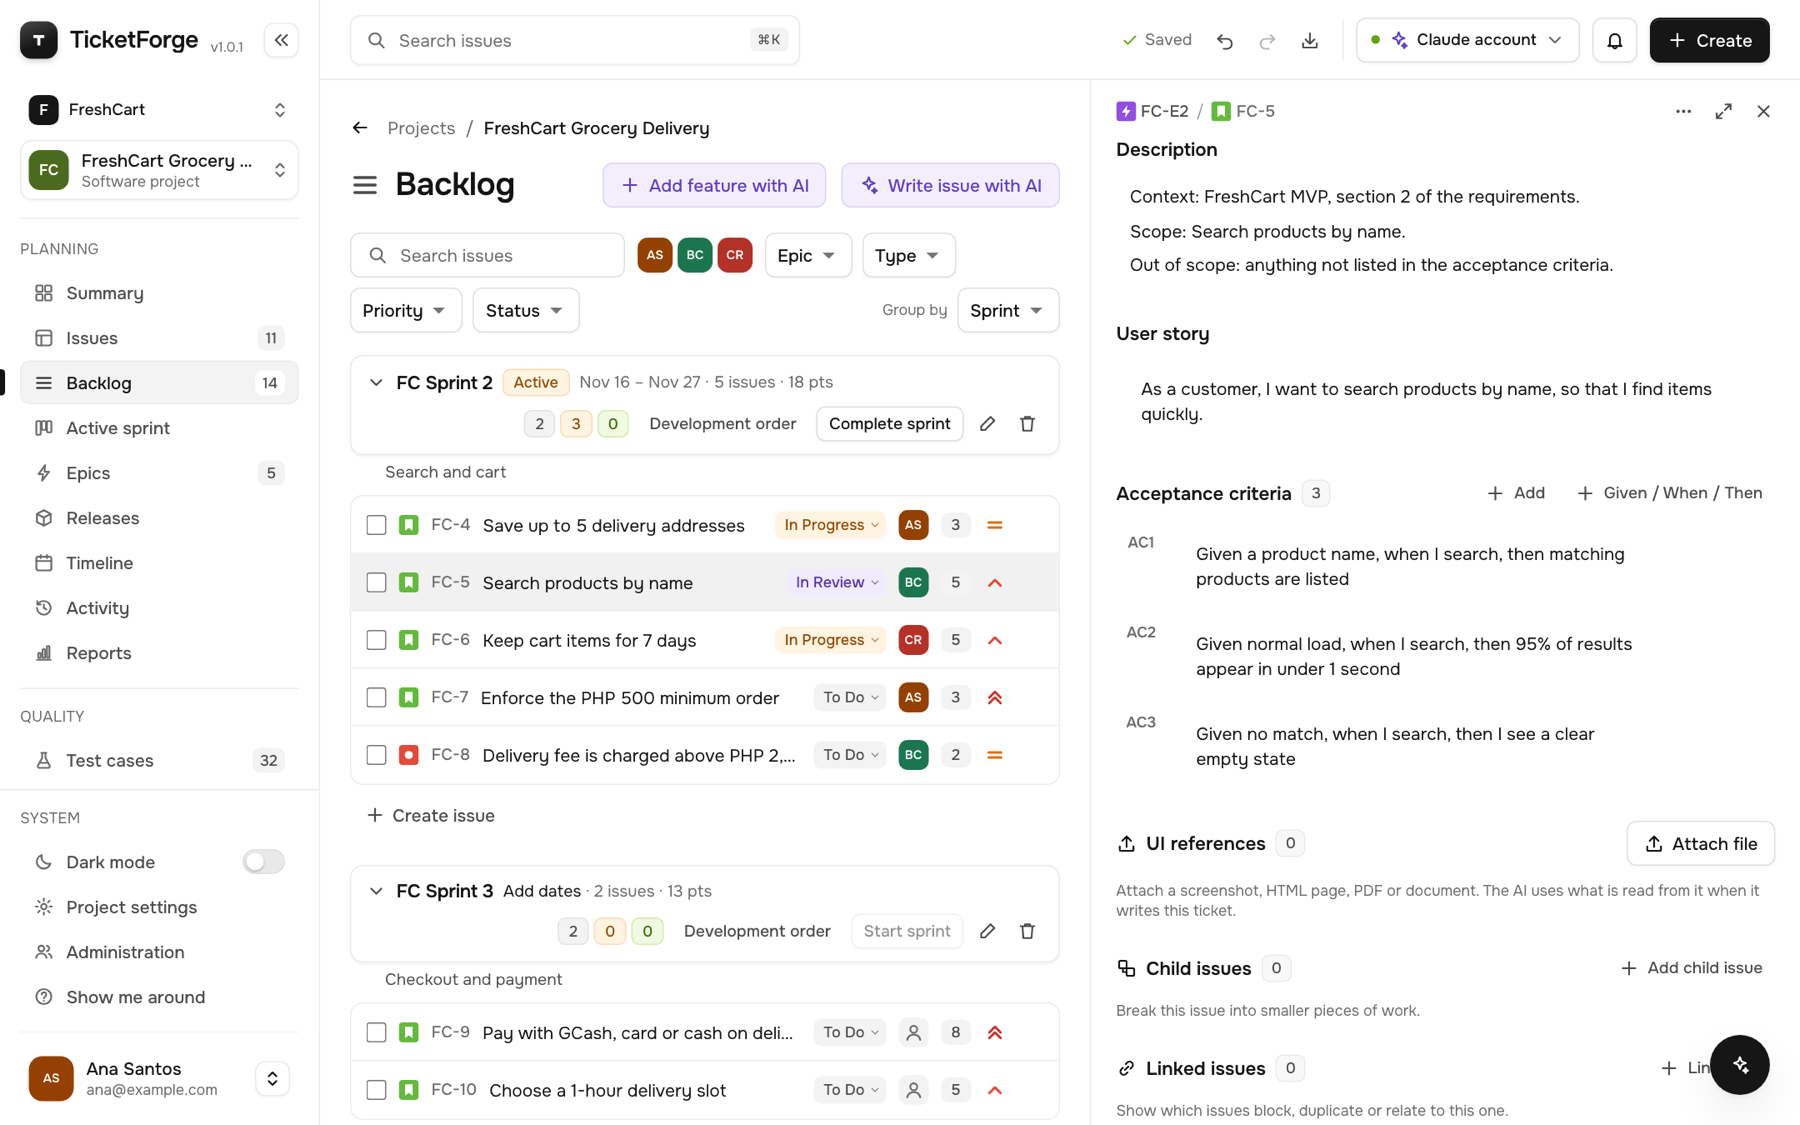 T TicketForge v1.0.1
F FreshCart
FC FreshCart Grocery ...
Software project
PLANNING
Summary
Issues 11
Backlog 14
Active sprint
Epics 5
Releases
Timeline
Activity
Reports
QUALITY
Test cases 32
SYSTEM
Dark mode
Project settings
Administration
Show me around
AS Ana Santos
ana@example.com
Search issues ⌘K
Saved
Claude account
Create
Projects / FreshCart Grocery Delivery
Backlog
Add feature with AI
Write issue with AI
Search issues
AS BC CR
Epic
Type
Priority
Status
Group by Sprint
FC Sprint 2 Active Nov 16 – Nov 27 · 5 issues · 18 pts
2 3 0 Development order Complete sprint
Search and cart
FC-4 Save up to 5 delivery addresses In Progress AS 3
FC-5 Search products by name In Review BC 5
FC-6 Keep cart items for 7 days In Progress CR 5
FC-7 Enforce the PHP 500 minimum order To Do AS 3
FC-8 Delivery fee is charged above PHP 2,... To Do BC 2
Create issue
FC Sprint 3 Add dates · 2 issues · 13 pts
2 0 0 Development order Start sprint
Checkout and payment
FC-9 Pay with GCash, card or cash on deli... To Do 8
FC-10 Choose a 1-hour delivery slot To Do 5
FC-E2 / FC-5
Description
Context: FreshCart MVP, section 2 of the requirements.
Scope: Search products by name.
Out of scope: anything not listed in the acceptance criteria.
User story
As a customer, I want to search products by name, so that I find items
quickly.
Acceptance criteria 3 Add Given / When / Then
AC1 Given a product name, when I search, then matching
products are listed
AC2 Given normal load, when I search, then 95% of results
appear in under 1 second
AC3 Given no match, when I search, then I see a clear
empty state
UI references 0 Attach file
Attach a screenshot, HTML page, PDF or document. The AI uses what is read from it when it
writes this ticket.
Child issues 0 Add child issue
Break this issue into smaller pieces of work.
Linked issues 0 Lin
Show which issues block, duplicate or relate to this one.